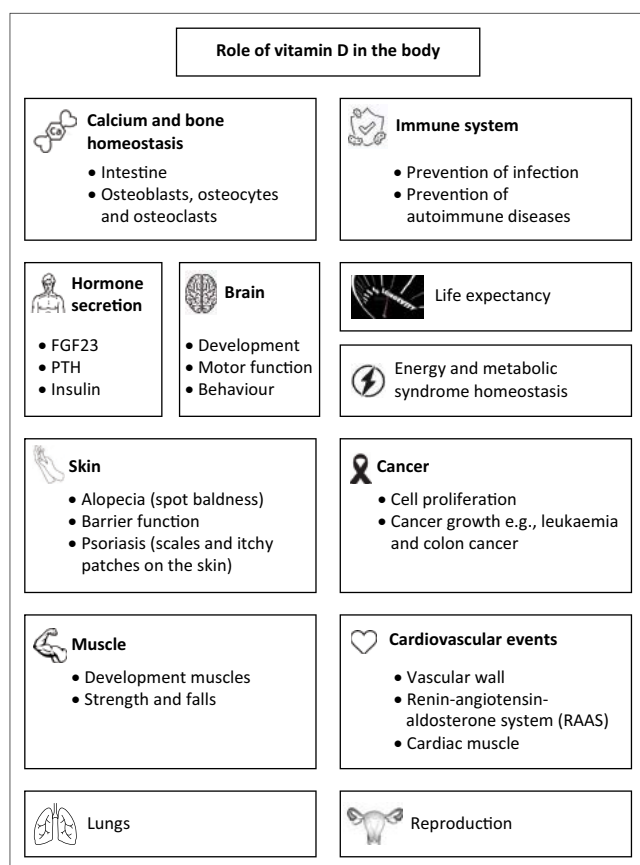 Role of vitamin D in the body
Ca
Calcium and bone
homeostasis
• Intestine
• Osteoblasts, osteocytes
and osteoclasts
Immune system
• Prevention of infection
• Prevention of
autoimmune diseases
Hormone
secretion
• FGF23
• PTH
• Insulin
Brain
• Development
• Motor function
• Behaviour
LONGEVITY
Life expectancy
Energy and metabolic
syndrome homeostasis
Skin
• Alopecia (spot baldness)
• Barrier function
• Psoriasis (scales and itchy
patches on the skin)
Cancer
• Cell proliferation
• Cancer growth e.g., leukaemia
and colon cancer
Muscle
• Development muscles
• Strength and falls
Cardiovascular events
• Vascular wall
• Renin-angiotensin-
aldosterone system (RAAS)
• Cardiac muscle
Lungs
Reproduction